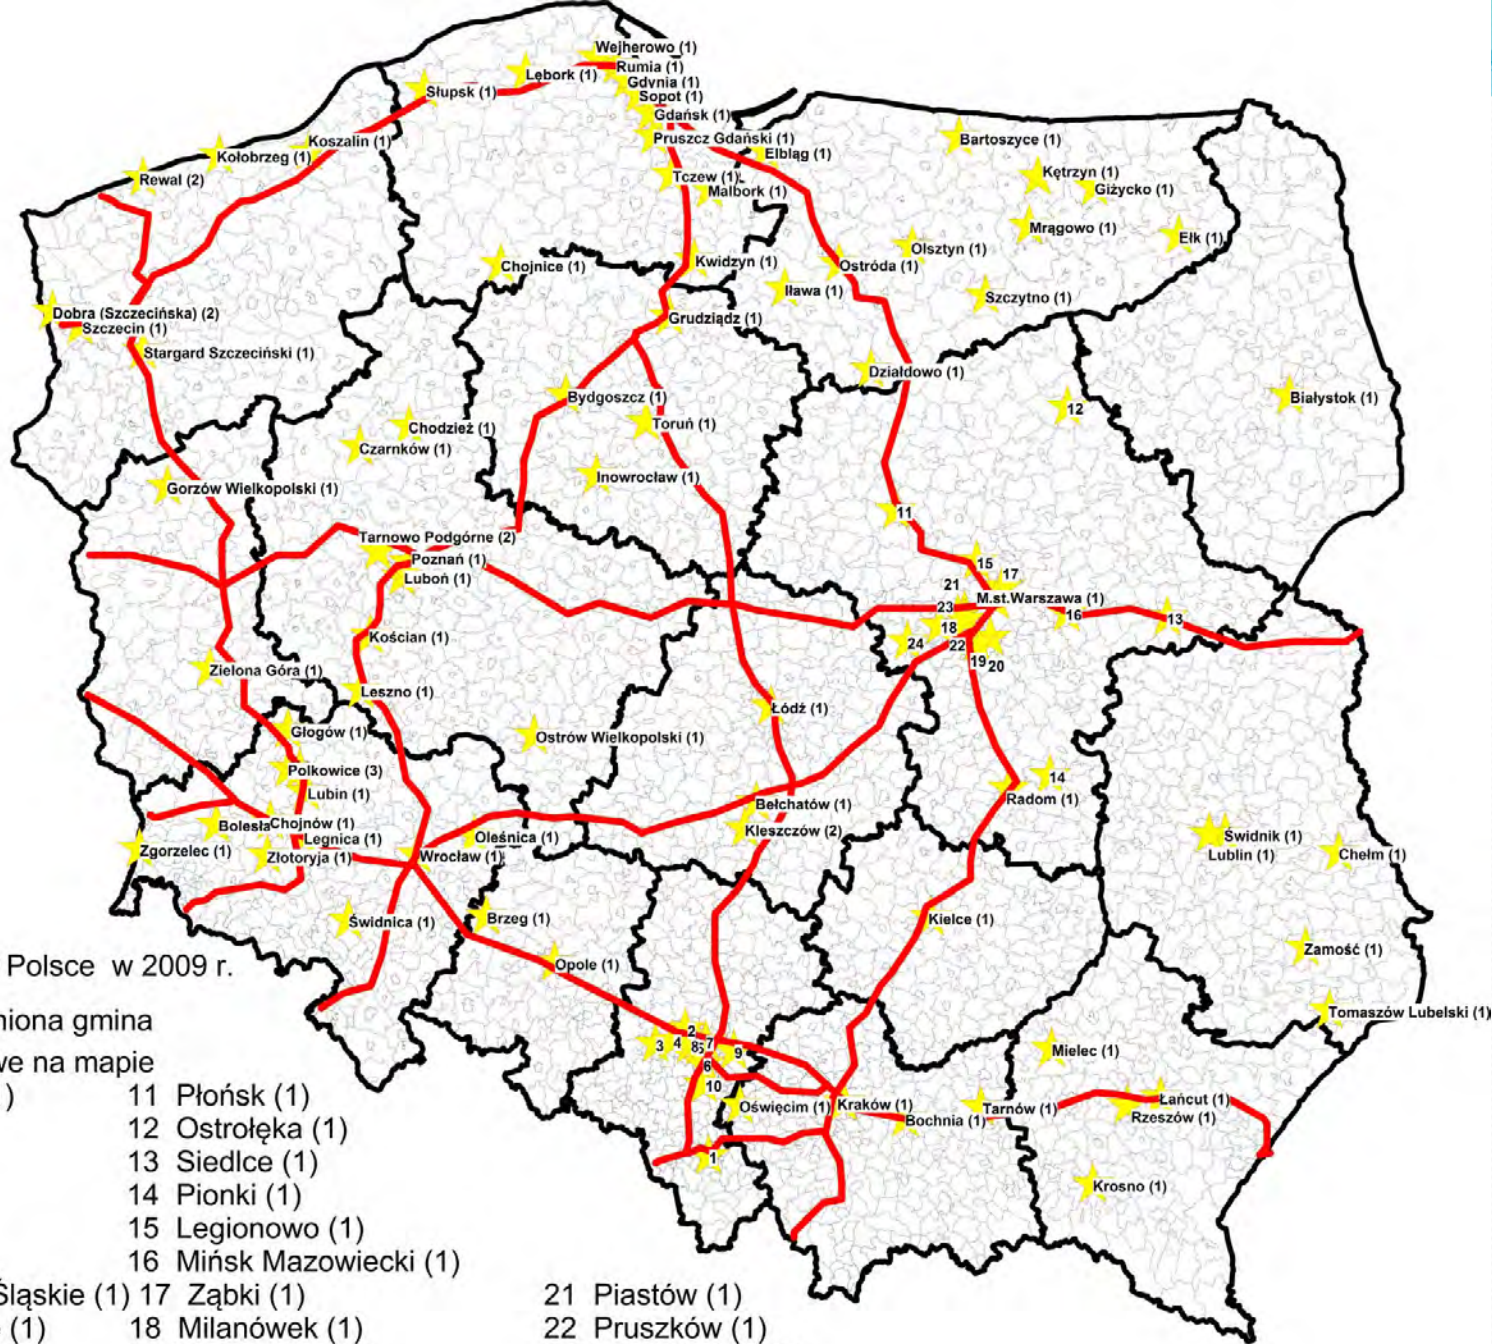 Wejherowo (1)
Rumia (1)
Lębork (1)
Gdynia (1)
Słupsk (1)
Sopot (1)
Gdańsk (1)
Pruszcz Gdański (1)
Koszalin (1)
Bartoszyce (1)
Kołobrzeg (1)
Elbląg (1)
Rewal (2)
Tczew (1)
Kętrzyn (1)
Malbork (1)
Giżycko (1)
Mrągowo (1)
Ełk (1)
Olsztyn (1)
Chojnice (1)
Kwidzyn (1)
Ostróda (1)
Iława (1)
Szczytno (1)
Dobra (Szczecińska) (2)
Szczecin (1)
Grudziądz (1)
Stargard Szczeciński (1)
Działdowo (1)
Bydgoszcz (1)
Białystok (1)
12
Chodzież (1)
Toruń (1)
Czarnków (1)
Inowrocław (1)
Gorzów Wielkopolski (1)
11
Tarnowo Podgórne (2)
Poznań (1)
15
Luboń (1)
21
17
M.st.Warszawa (1)
23
16
13
18
Kościan (1)
24
22
19
20
Zielona Góra (1)
Leszno (1)
Łódź (1)
Głogów (1)
Ostrów Wielkopolski (1)
Polkowice (3)
14
Lubin (1)
Radom (1)
Bełchatów (1)
Chojnów (1)
Kleszczów (2)
Legnica (1)
Oleśnica (1)
Świdnik (1)
Zgorzelec (1)
Złotoryja (1)
Wrocław (1)
Lublin (1)
Chełm (1)
Świdnica (1)
Brzeg (1)
Kielce (1)
Zamość (1)
Opole (1)
Polsce w 2009 r.
Tomaszów Lubelski (1)
niona gmina
2
3
4
8
7
9
Mielec (1)
we na mapie
6
10
Oświęcim (1)
Kraków (1)
Bochnia (1)
Tarnów (1)
Łańcut (1)
Rzeszów (1)
1
Krosno (1)
)
11 Płońsk (1)
12 Ostrołęka (1)
13 Siedlce (1)
14 Pionki (1)
15 Legionowo (1)
16 Mińsk Mazowiecki (1)
Śląskie (1) 17 Ząbki (1)
21 Piastów (1)
(1) 18 Milanówek (1)
22 Pruszków (1)